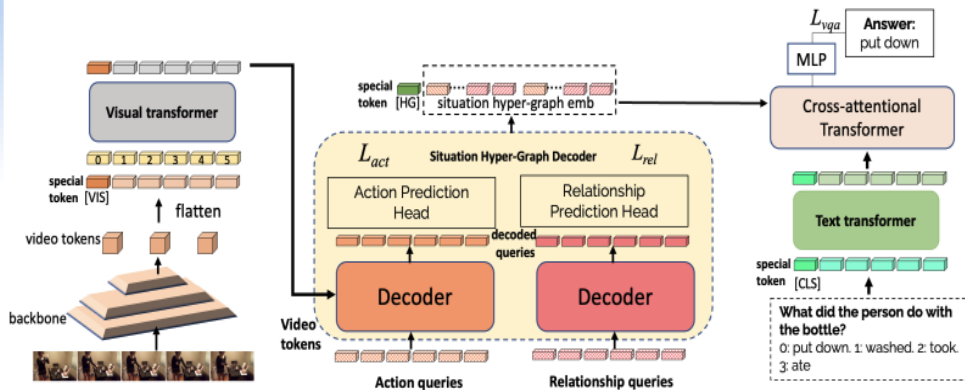 Visual transformer
0 1 2 3 4 5
special
token
[VIS]
flatten
video tokens
backbone
special
token
[HG]
situation hyper-graph emb
L_act
Situation Hyper-Graph Decoder
L_rel
Action Prediction
Head
Relationship
Prediction Head
decoded
queries
Decoder
Decoder
Video
tokens
Action queries
Relationship queries
L_vqa
Answer:
put down
MLP
Cross-attentional
Transformer
Text transformer
special
token
[CLS]
What did the person do with
the bottle?
0: put down. 1: washed. 2: took.
3: ate